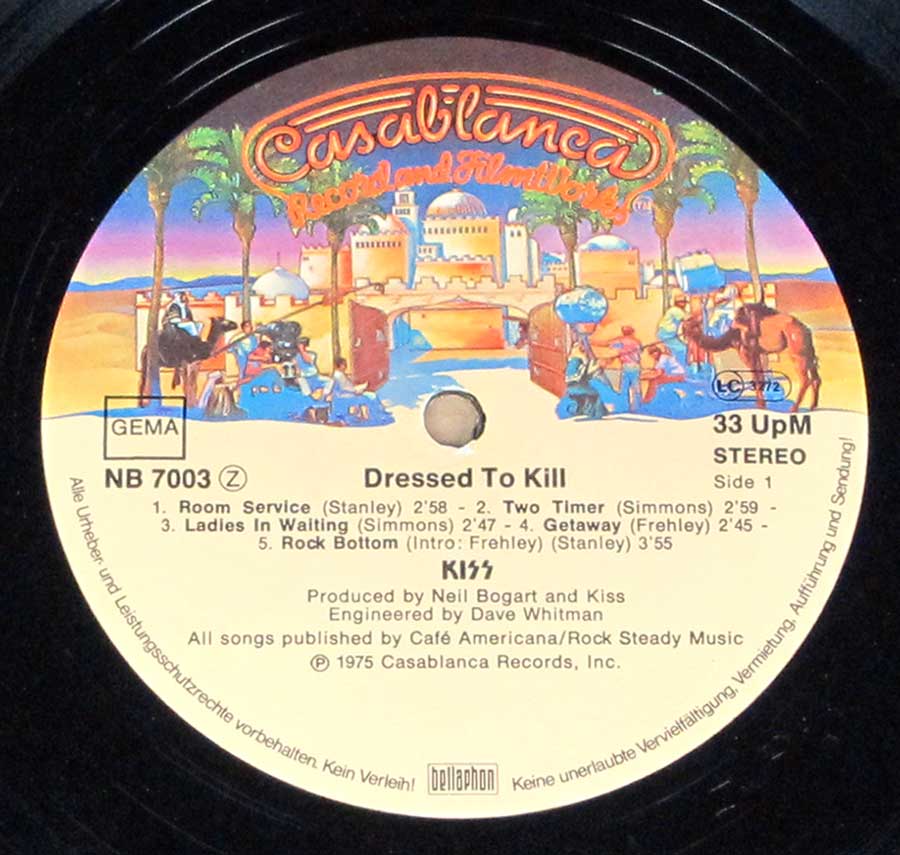 Casablanca
Record and FilmWorks
TM
LC 3272
GEMA
33 UpM
NB 7003 Z
Dressed To Kill
STEREO
Side 1
1. Room Service (Stanley) 2'58 - 2. Two Timer (Simmons) 2'59 -
3. Ladies In Waiting (Simmons) 2'47 - 4. Getaway (Frehley) 2'45 -
5. Rock Bottom (Intro: Frehley) (Stanley) 3'55
KISS
Produced by Neil Bogart and Kiss
Engineered by Dave Whitman
All songs published by Café Americana/Rock Steady Music
℗ 1975 Casablanca Records, Inc.
Alle Urheber- und Leistungsschutzrechte vorbehalten. Kein Verleih!
bellaphon
Keine unerlaubte Vervielfältigung, Vermietung, Aufführung und Sendung!